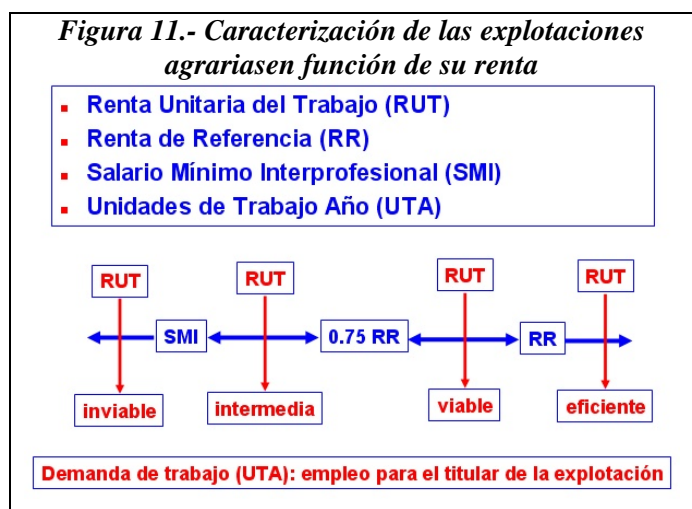 Figura 11.- Caracterización de las explotaciones
agrariasen función de su renta
Renta Unitaria del Trabajo (RUT)
Renta de Referencia (RR)
Salario Mínimo Interprofesional (SMI)
Unidades de Trabajo Año (UTA)
RUT RUT RUT RUT
SMI 0.75 RR RR
inviable intermedia viable eficiente
Demanda de trabajo (UTA): empleo para el titular de la explotación